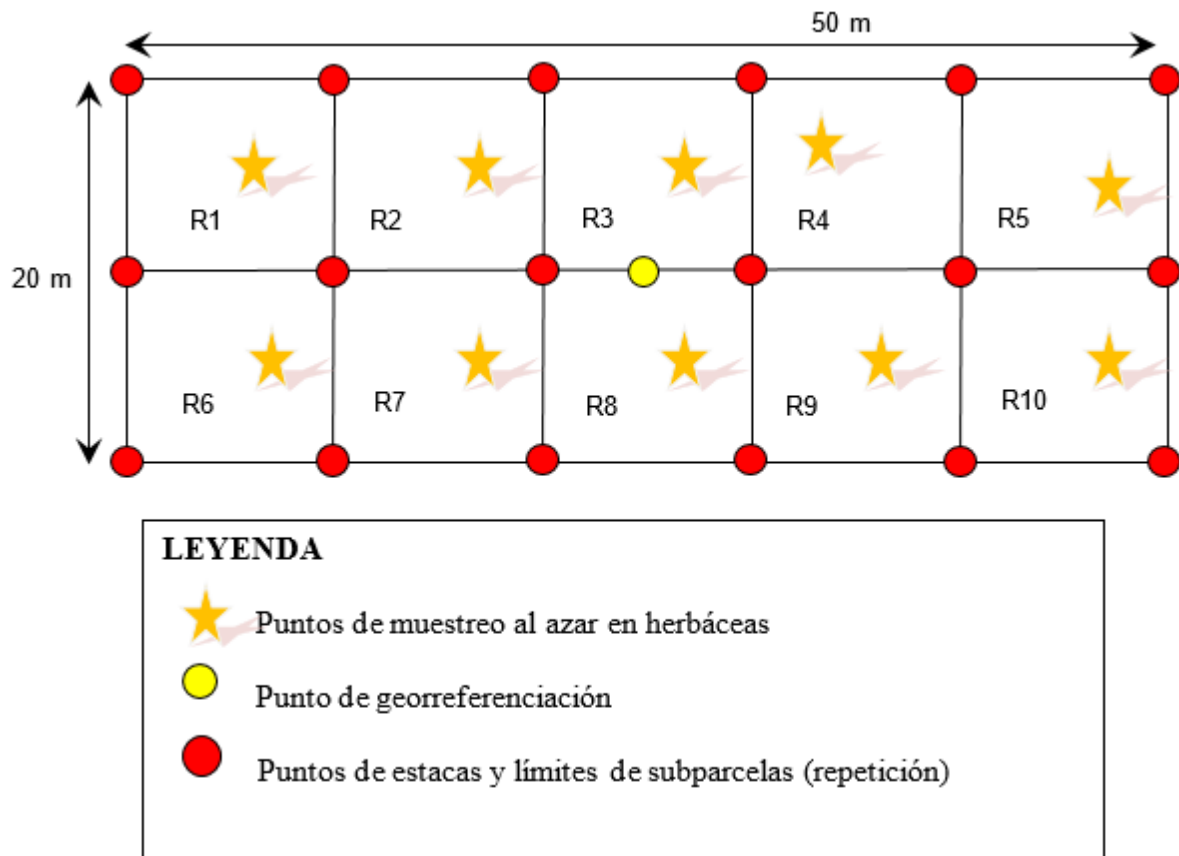 50 m
R1
R2
R3
R4
R5
20 m
R6
R7
R8
R9
R10
LEYENDA
Puntos de muestreo al azar en herbáceas
Punto de georreferenciación
Puntos de estacas y límites de subparcelas (repetición)